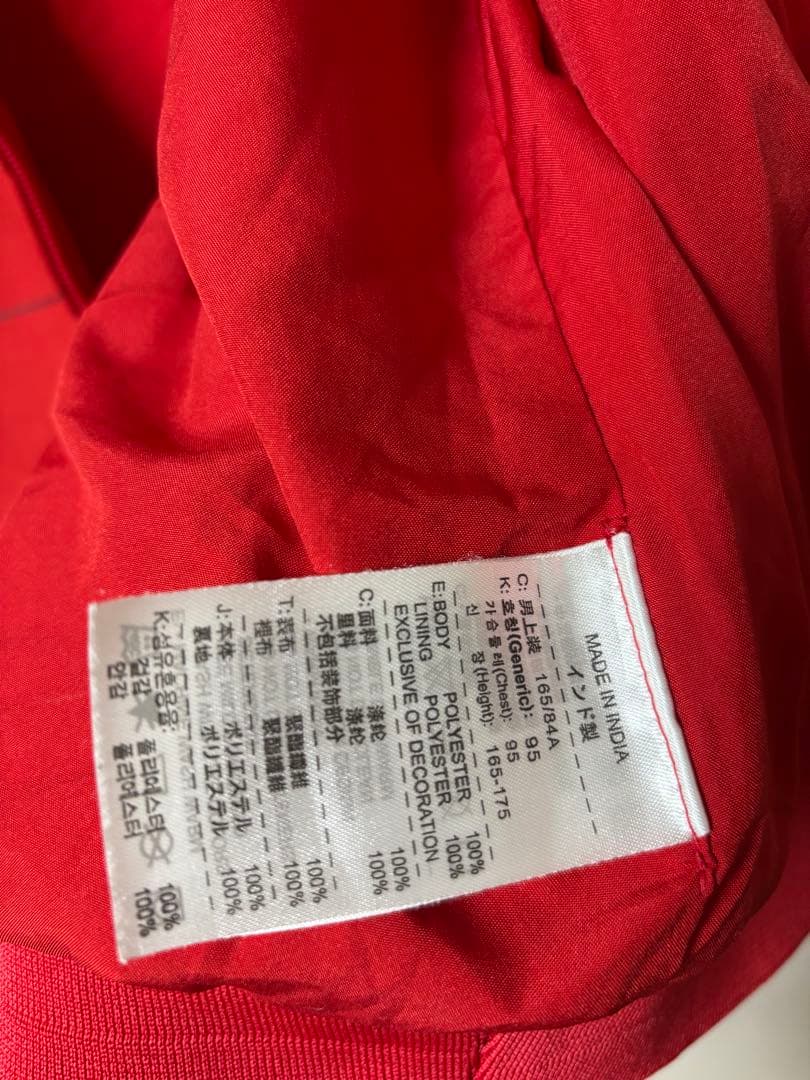 MADE IN INDIA
インド製
C: 男上装 165/84A
K: 호칭(Generic): 95
가슴둘레(Chest): 95
신 장(Height): 165-175
E:BODY POLYESTER 100%
LINING POLYESTER 100%
EXCLUSIVE OF DECORATION
C:面料 涤纶 100%
里料 涤纶 100%
不包括装饰部分
T:表布 聚酯纖維 100%
裡布 聚酯纖維 100%
J:本体 ポリエステル 100%
裏地 ポリエステル 100%
K:섬유혼용율:
겉감 폴리에스터 100%
안감 폴리에스터 100%